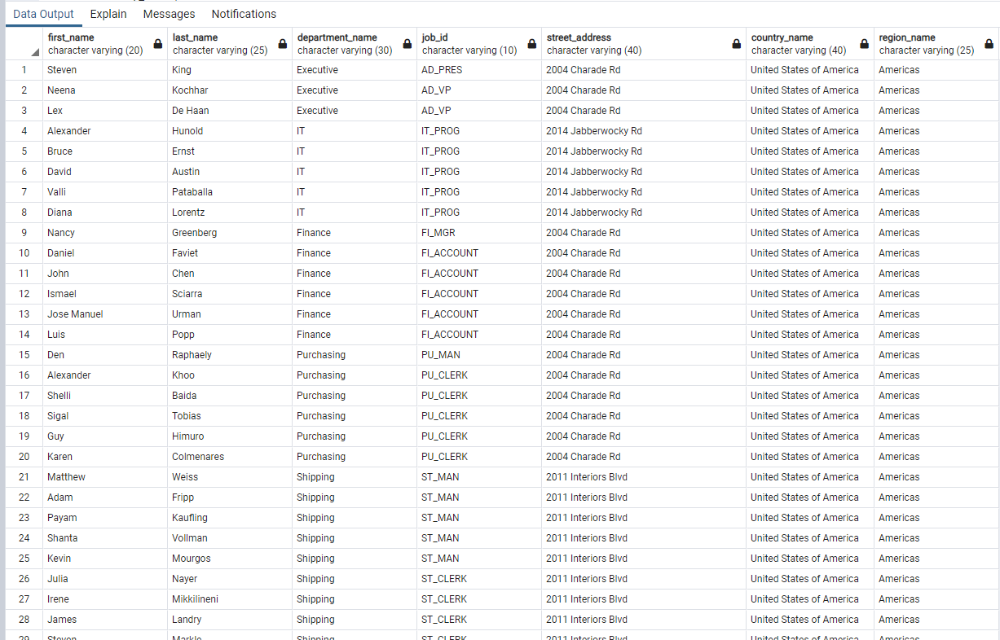 Data Output Explain Messages Notifications
first_name last_name department_name job_id street_address country_name region_name
character varying (20) character varying (25) character varying (30) character varying (10) character varying (40) character varying (40) character varying (25)
1 Steven King Executive AD_PRES 2004 Charade Rd United States of America Americas
2 Neena Kochhar Executive AD_VP 2004 Charade Rd United States of America Americas
3 Lex De Haan Executive AD_VP 2004 Charade Rd United States of America Americas
4 Alexander Hunold IT IT_PROG 2014 Jabberwocky Rd United States of America Americas
5 Bruce Ernst IT IT_PROG 2014 Jabberwocky Rd United States of America Americas
6 David Austin IT IT_PROG 2014 Jabberwocky Rd United States of America Americas
7 Valli Pataballa IT IT_PROG 2014 Jabberwocky Rd United States of America Americas
8 Diana Lorentz IT IT_PROG 2014 Jabberwocky Rd United States of America Americas
9 Nancy Greenberg Finance FI_MGR 2004 Charade Rd United States of America Americas
10 Daniel Faviet Finance FI_ACCOUNT 2004 Charade Rd United States of America Americas
11 John Chen Finance FI_ACCOUNT 2004 Charade Rd United States of America Americas
12 Ismael Sciarra Finance FI_ACCOUNT 2004 Charade Rd United States of America Americas
13 Jose Manuel Urman Finance FI_ACCOUNT 2004 Charade Rd United States of America Americas
14 Luis Popp Finance FI_ACCOUNT 2004 Charade Rd United States of America Americas
15 Den Raphaely Purchasing PU_MAN 2004 Charade Rd United States of America Americas
16 Alexander Khoo Purchasing PU_CLERK 2004 Charade Rd United States of America Americas
17 Shelli Baida Purchasing PU_CLERK 2004 Charade Rd United States of America Americas
18 Sigal Tobias Purchasing PU_CLERK 2004 Charade Rd United States of America Americas
19 Guy Himuro Purchasing PU_CLERK 2004 Charade Rd United States of America Americas
20 Karen Colmenares Purchasing PU_CLERK 2004 Charade Rd United States of America Americas
21 Matthew Weiss Shipping ST_MAN 2011 Interiors Blvd United States of America Americas
22 Adam Fripp Shipping ST_MAN 2011 Interiors Blvd United States of America Americas
23 Payam Kaufling Shipping ST_MAN 2011 Interiors Blvd United States of America Americas
24 Shanta Vollman Shipping ST_MAN 2011 Interiors Blvd United States of America Americas
25 Kevin Mourgos Shipping ST_MAN 2011 Interiors Blvd United States of America Americas
26 Julia Nayer Shipping ST_CLERK 2011 Interiors Blvd United States of America Americas
27 Irene Mikkilineni Shipping ST_CLERK 2011 Interiors Blvd United States of America Americas
28 James Landry Shipping ST_CLERK 2011 Interiors Blvd United States of America Americas
29 Steven Markle Shipping ST_CLERK 2011 Interiors Blvd United States of America Americas